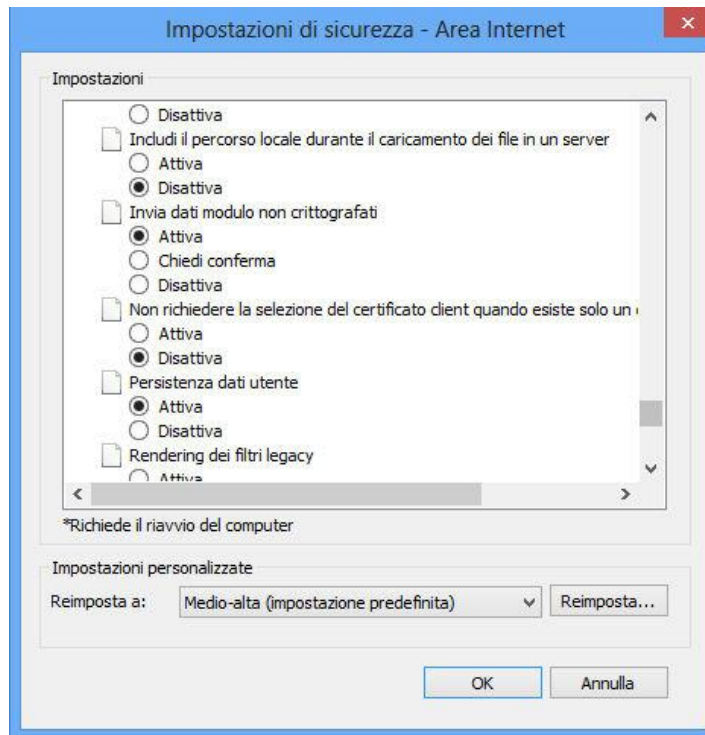 Impostazioni di sicurezza - Area Internet
Impostazioni
Disattiva
Includi il percorso locale durante il caricamento dei file in un server
Attiva
Disattiva
Invia dati modulo non crittografati
Attiva
Chiedi conferma
Disattiva
Non richiedere la selezione del certificato client quando esiste solo un
Attiva
Disattiva
Persistenza dati utente
Attiva
Disattiva
Rendering dei filtri legacy
Attiva
*Richiede il riavvio del computer
Impostazioni personalizzate
Reimposta a: Medio-alta (impostazione predefinita) Reimposta...
OK Annulla